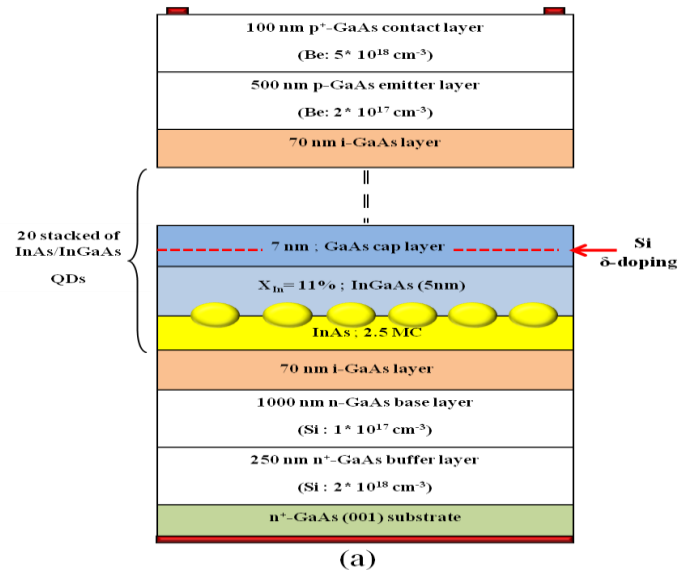 100 nm p⁺-GaAs contact layer
(Be: 5* 10¹⁸ cm⁻³)
500 nm p-GaAs emitter layer
(Be: 2* 10¹⁷ cm⁻³)
70 nm i-GaAs layer
20 stacked of
InAs/InGaAs
QDs
7 nm ; GaAs cap layer
Si
δ-doping
X_In= 11% ; InGaAs (5nm)
InAs ; 2.5 MC
70 nm i-GaAs layer
1000 nm n-GaAs base layer
(Si : 1* 10¹⁷ cm⁻³)
250 nm n⁺-GaAs buffer layer
(Si : 2* 10¹⁸ cm⁻³)
n⁺-GaAs (001) substrate
(a)